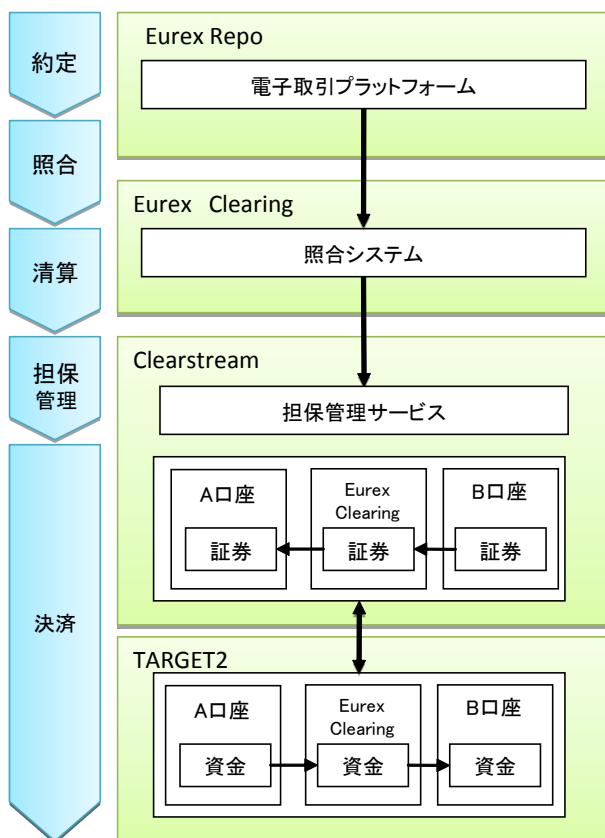 約定
照合
清算
担保
管理
決済
Eurex Repo
電子取引プラットフォーム
Eurex Clearing
照合システム
Clearstream
担保管理サービス
A口座
Eurex
Clearing
B口座
証券
証券
証券
TARGET2
A口座
Eurex
Clearing
B口座
資金
資金
資金